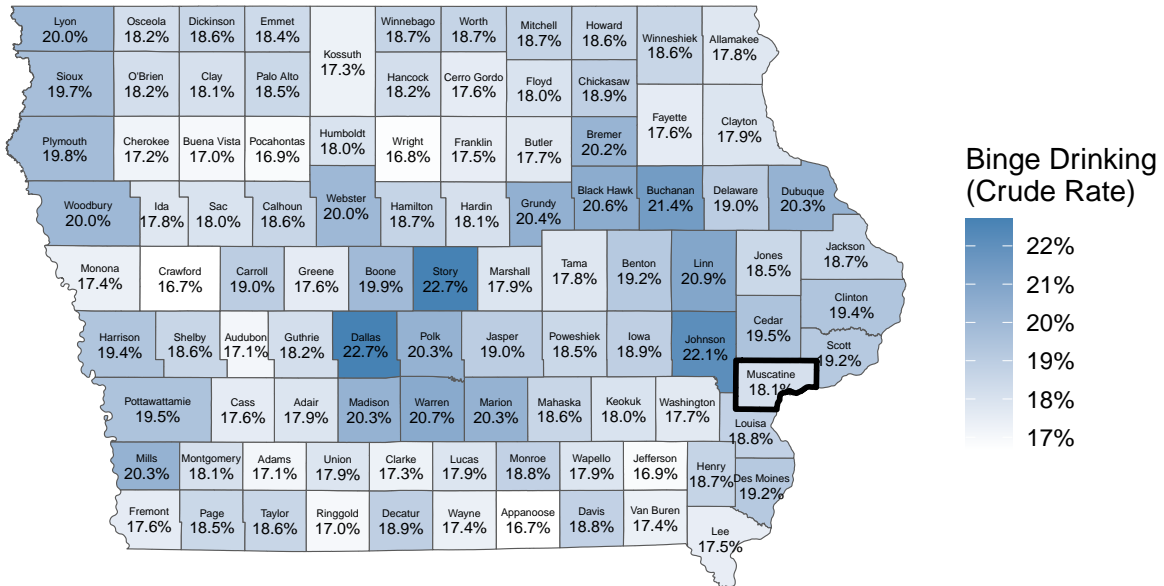 Lyon
20.0%
Osceola
18.2%
Dickinson
18.6%
Emmet
18.4%
Kossuth
17.3%
Winnebago
18.7%
Worth
18.7%
Mitchell
18.7%
Howard
18.6%
Winneshiek
18.6%
Allamakee
17.8%
Sioux
19.7%
O'Brien
18.2%
Clay
18.1%
Palo Alto
18.5%
Hancock
18.2%
Cerro Gordo
17.6%
Floyd
18.0%
Chickasaw
18.9%
Fayette
17.6%
Clayton
17.9%
Plymouth
19.8%
Cherokee
17.2%
Buena Vista
17.0%
Pocahontas
16.9%
Humboldt
18.0%
Wright
16.8%
Franklin
17.5%
Butler
17.7%
Bremer
20.2%
Woodbury
20.0%
Ida
17.8%
Sac
18.0%
Calhoun
18.6%
Webster
20.0%
Hamilton
18.7%
Hardin
18.1%
Grundy
20.4%
Black Hawk
20.6%
Buchanan
21.4%
Delaware
19.0%
Dubuque
20.3%
Monona
17.4%
Crawford
16.7%
Carroll
19.0%
Greene
17.6%
Boone
19.9%
Story
22.7%
Marshall
17.9%
Tama
17.8%
Benton
19.2%
Linn
20.9%
Jones
18.5%
Jackson
18.7%
Clinton
19.4%
Harrison
19.4%
Shelby
18.6%
Audubon
17.1%
Guthrie
18.2%
Dallas
22.7%
Polk
20.3%
Jasper
19.0%
Poweshiek
18.5%
Iowa
18.9%
Johnson
22.1%
Cedar
19.5%
Scott
19.2%
Muscatine
18.1%
Pottawattamie
19.5%
Cass
17.6%
Adair
17.9%
Madison
20.3%
Warren
20.7%
Marion
20.3%
Mahaska
18.6%
Keokuk
18.0%
Washington
17.7%
Louisa
18.8%
Mills
20.3%
Montgomery
18.1%
Adams
17.1%
Union
17.9%
Clarke
17.3%
Lucas
17.9%
Monroe
18.8%
Wapello
17.9%
Jefferson
16.9%
Henry
18.7%
Des Moines
19.2%
Fremont
17.6%
Page
18.5%
Taylor
18.6%
Ringgold
17.0%
Decatur
18.9%
Wayne
17.4%
Appanoose
16.7%
Davis
18.8%
Van Buren
17.4%
Lee
17.5%
Binge Drinking
(Crude Rate)
22%
21%
20%
19%
18%
17%